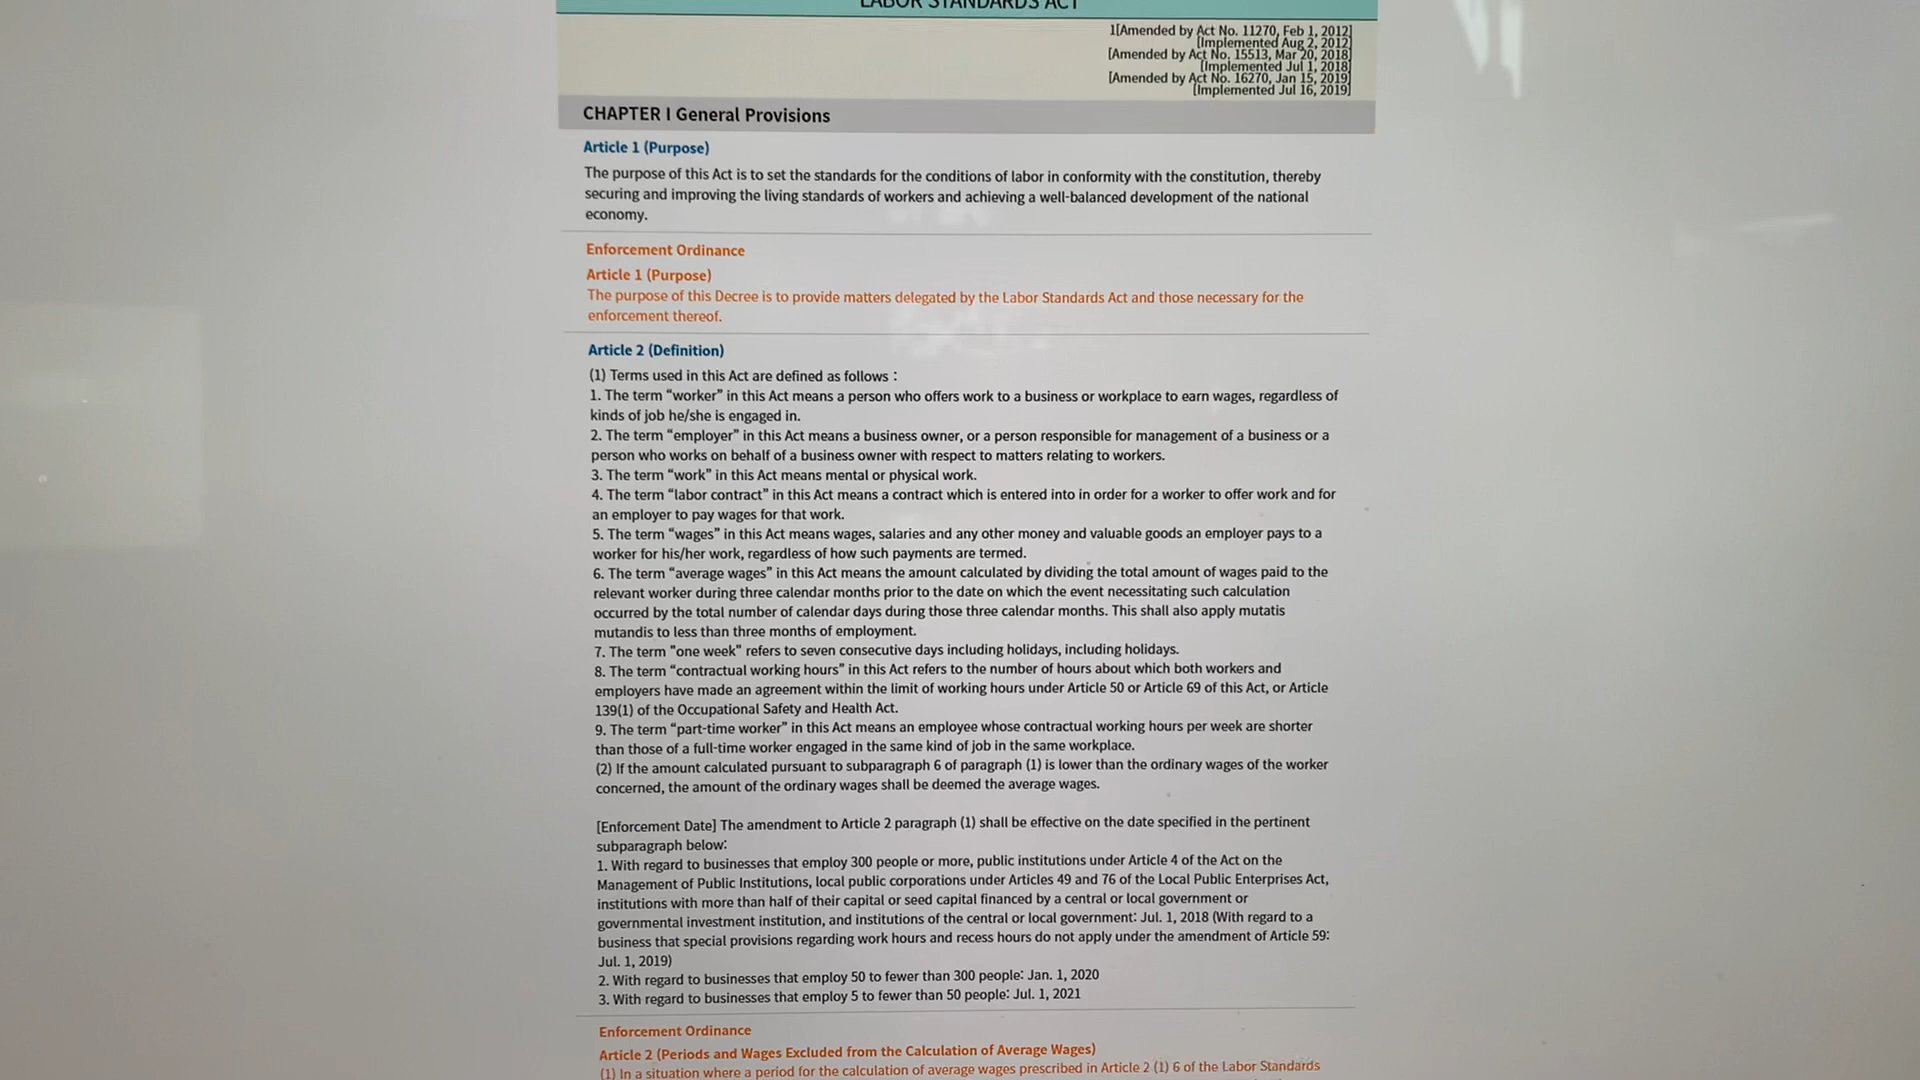 LABOR STANDARDS ACT
1[Amended by Act No. 11270, Feb 1, 2012]
[Implemented Aug 2, 2012]
[Amended by Act No. 15513, Mar 20, 2018]
[Implemented Jul 1, 2018]
[Amended by Act No. 16270, Jan 15, 2019]
[Implemented Jul 16, 2019]
CHAPTER I General Provisions
Article 1 (Purpose)
The purpose of this Act is to set the standards for the conditions of labor in conformity with the constitution, thereby
securing and improving the living standards of workers and achieving a well-balanced development of the national
economy.
Enforcement Ordinance
Article 1 (Purpose)
The purpose of this Decree is to provide matters delegated by the Labor Standards Act and those necessary for the
enforcement thereof.
Article 2 (Definition)
(1) Terms used in this Act are defined as follows :
1. The term “worker” in this Act means a person who offers work to a business or workplace to earn wages, regardless of
kinds of job he/she is engaged in.
2. The term “employer” in this Act means a business owner, or a person responsible for management of a business or a
person who works on behalf of a business owner with respect to matters relating to workers.
3. The term “work” in this Act means mental or physical work.
4. The term “labor contract” in this Act means a contract which is entered into in order for a worker to offer work and for
an employer to pay wages for that work.
5. The term “wages” in this Act means wages, salaries and any other money and valuable goods an employer pays to a
worker for his/her work, regardless of how such payments are termed.
6. The term “average wages” in this Act means the amount calculated by dividing the total amount of wages paid to the
relevant worker during three calendar months prior to the date on which the event necessitating such calculation
occurred by the total number of calendar days during those three calendar months. This shall also apply mutatis
mutandis to less than three months of employment.
7. The term "one week” refers to seven consecutive days including holidays, including holidays.
8. The term “contractual working hours” in this Act refers to the number of hours about which both workers and
employers have made an agreement within the limit of working hours under Article 50 or Article 69 of this Act, or Article
139(1) of the Occupational Safety and Health Act.
9. The term “part-time worker” in this Act means an employee whose contractual working hours per week are shorter
than those of a full-time worker engaged in the same kind of job in the same workplace.
(2) If the amount calculated pursuant to subparagraph 6 of paragraph (1) is lower than the ordinary wages of the worker
concerned, the amount of the ordinary wages shall be deemed the average wages.
[Enforcement Date] The amendment to Article 2 paragraph (1) shall be effective on the date specified in the pertinent
subparagraph below:
1. With regard to businesses that employ 300 people or more, public institutions under Article 4 of the Act on the
Management of Public Institutions, local public corporations under Articles 49 and 76 of the Local Public Enterprises Act,
institutions with more than half of their capital or seed capital financed by a central or local government or
governmental investment institution, and institutions of the central or local government: Jul. 1, 2018 (With regard to a
business that special provisions regarding work hours and recess hours do not apply under the amendment of Article 59:
Jul. 1, 2019)
2. With regard to businesses that employ 50 to fewer than 300 people: Jan. 1, 2020
3. With regard to businesses that employ 5 to fewer than 50 people: Jul. 1, 2021
Enforcement Ordinance
Article 2 (Periods and Wages Excluded from the Calculation of Average Wages)
(1) In a situation where a period for the calculation of average wages prescribed in Article 2 (1) 6 of the Labor Standards